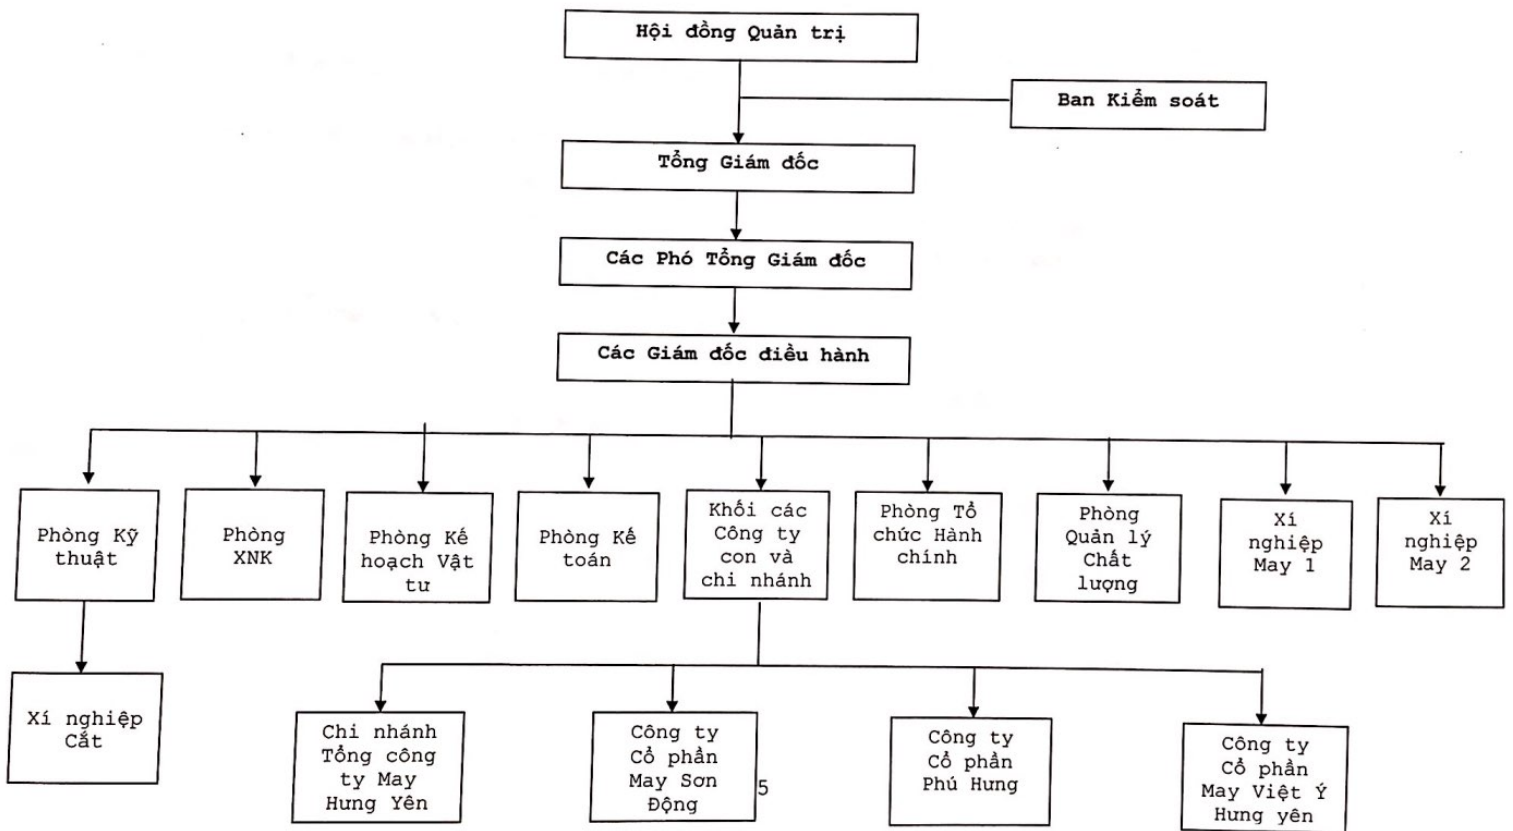 Hội đồng Quản trị
Ban Kiểm soát
Tổng Giám đốc
Các Phó Tổng Giám đốc
Các Giám đốc điều hành
Phòng Kỹ
thuật
Phòng
XNK
Phòng Kế
hoạch Vật
tư
Phòng Kế
toán
Khối các
Công ty
con và
chi nhánh
Phòng Tổ
chức Hành
chính
Phòng
Quản lý
Chất
lượng
Xí
nghiệp
May 1
Xí
nghiệp
May 2
Xí nghiệp
Cắt
Chi nhánh
Tổng công
ty May
Hưng Yên
Công ty
Cổ phần
May Sơn
Động
5
Công ty
Cổ phần
Phú Hưng
Công ty
Cổ phần
May Việt Ý
Hưng yên